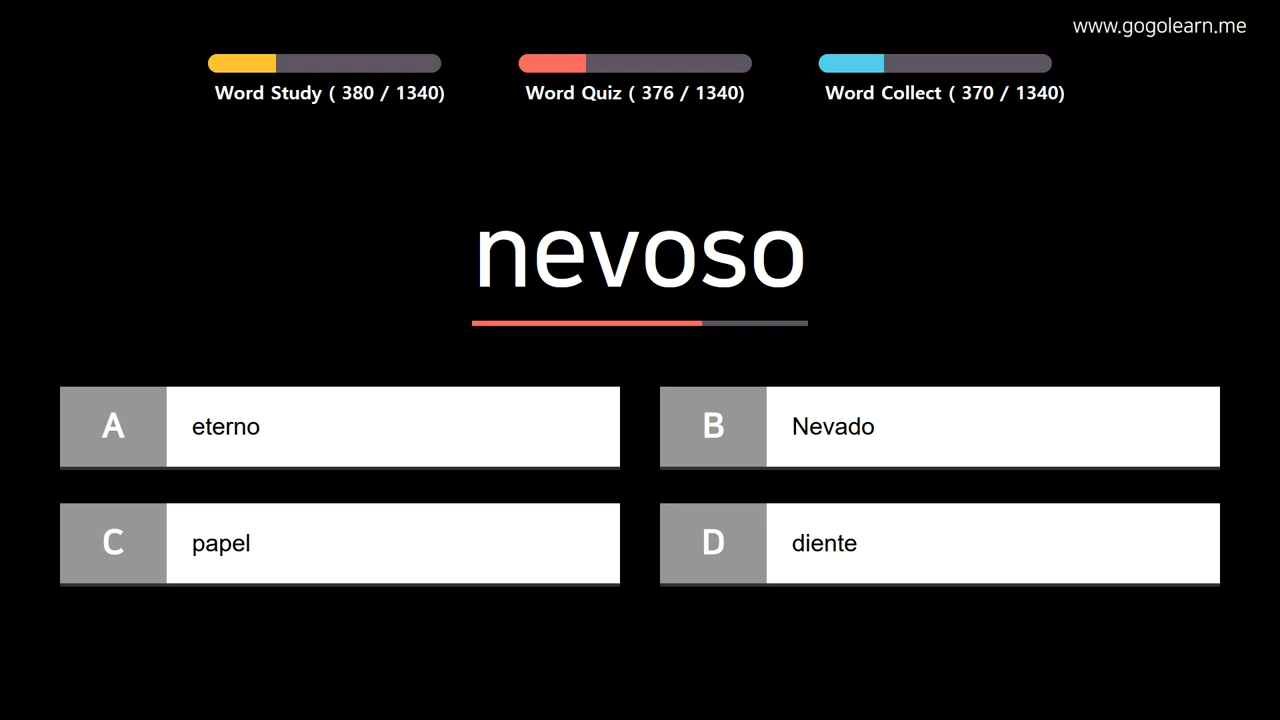 www.gogolearn.me
Word Study ( 380 / 1340)
Word Quiz ( 376 / 1340)
Word Collect ( 370 / 1340)
nevoso
A eterno
B Nevado
C papel
D diente